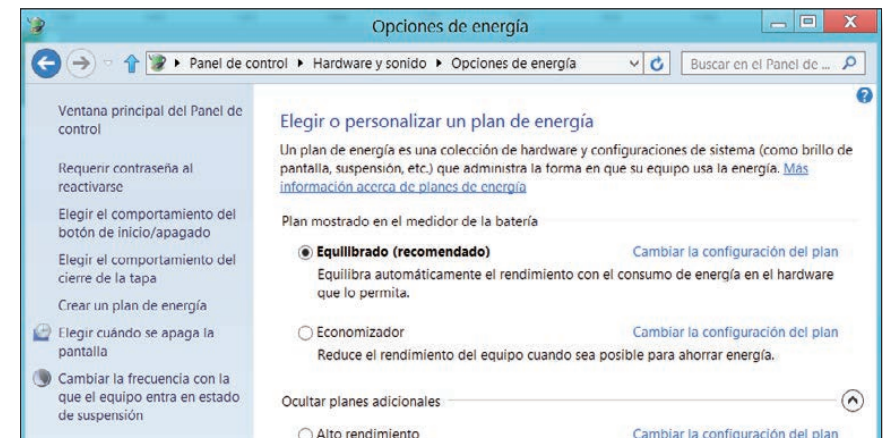 Opciones de energía
Panel de control ▸ Hardware y sonido ▸ Opciones de energía
Buscar en el Panel de ...
Ventana principal del Panel de
control
Requerir contraseña al
reactivarse
Elegir el comportamiento del
botón de inicio/apagado
Elegir el comportamiento del
cierre de la tapa
Crear un plan de energía
Elegir cuándo se apaga la
pantalla
Cambiar la frecuencia con la
que el equipo entra en estado
de suspensión
Elegir o personalizar un plan de energía
Un plan de energía es una colección de hardware y configuraciones de sistema (como brillo de
pantalla, suspensión, etc.) que administra la forma en que su equipo usa la energía. Más
información acerca de planes de energía
Plan mostrado en el medidor de la batería
Equilibrado (recomendado) Cambiar la configuración del plan
Equilibra automáticamente el rendimiento con el consumo de energía en el hardware
que lo permita.
Economizador Cambiar la configuración del plan
Reduce el rendimiento del equipo cuando sea posible para ahorrar energía.
Ocultar planes adicionales
Alto rendimiento Cambiar la configuración del plan